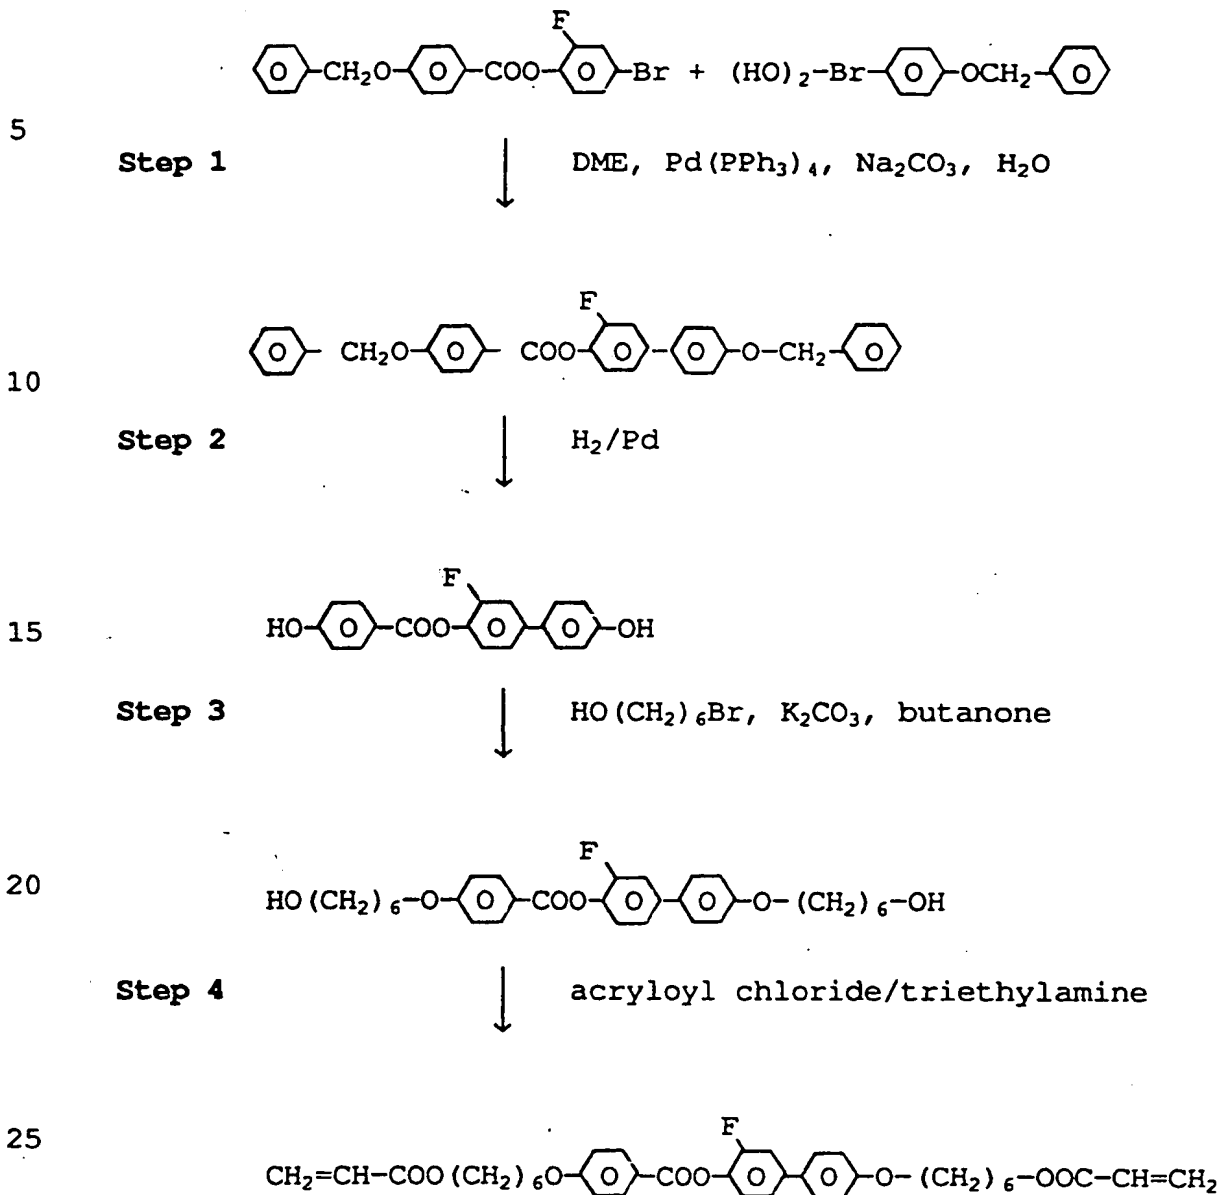 F
O-CH2O-O-COO-O-Br + (HO)2-Br-O-OCH2-O
5
Step 1 DME, Pd(PPh3)4, Na2CO3, H2O
F
O- CH2O-O- COO-O-O-O-CH2-O
10
Step 2 H2/Pd
F
HO-O-COO-O-O-OH
15
Step 3 HO(CH2)6Br, K2CO3, butanone
F
HO(CH2)6-O-O-COO-O-O-O-(CH2)6-OH
20
Step 4 acryloyl chloride/triethylamine
F
25
CH2=CH-COO(CH2)6O-O-COO-O-O-O-(CH2)6-OOC-CH=CH2